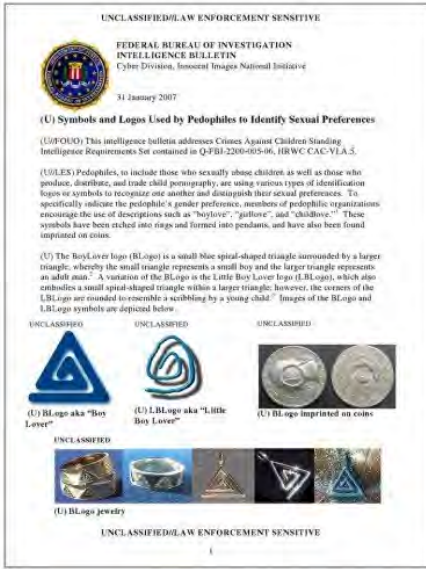 UNCLASSIFIED//LAW ENFORCEMENT SENSITIVE
FEDERAL BUREAU OF INVESTIGATION
INTELLIGENCE BULLETIN
Cyber Division, Innocent Images National Initiative
31 January 2007
(U) Symbols and Logos Used by Pedophiles to Identify Sexual Preferences
(U//FOUO) This intelligence bulletin addresses Crimes Against Children Standing
Intelligence Requirements Set contained in Q-FBI-2200-005-06, HRWC CAC-VI.A.5.
(U//LES) Pedophiles, to include those who sexually abuse children as well as those who
produce, distribute, and trade child pornography, are using various types of identification
logos or symbols to recognize one another and distinguish their sexual preferences. To
specifically indicate the pedophile's gender preference, members of pedophilic organizations
encourage the use of descriptions such as "boylove", "girllove", and "childlove." These
symbols have been etched into rings and formed into pendants, and have also been found
imprinted on coins.
(U) The BoyLover logo (BLogo) is a small blue spiral-shaped triangle surrounded by a larger
triangle, whereby the small triangle represents a small boy and the larger triangle represents
an adult man. A variation of the BLogo is the Little Boy Lover logo (LBLogo), which also
embodies a small spiral-shaped triangle within a larger triangle; however, the corners of the
LBLogo are rounded to resemble a scribbling by a young child. Images of the BLogo and
LBLogo symbols are depicted below.
UNCLASSIFIED UNCLASSIFIED UNCLASSIFIED
(U) BLogo aka "Boy
Lover"
(U) LBLogo aka "Little
Boy Lover"
(U) BLogo imprinted on coins
UNCLASSIFIED
(U) BLogo jewelry
UNCLASSIFIED//LAW ENFORCEMENT SENSITIVE
1